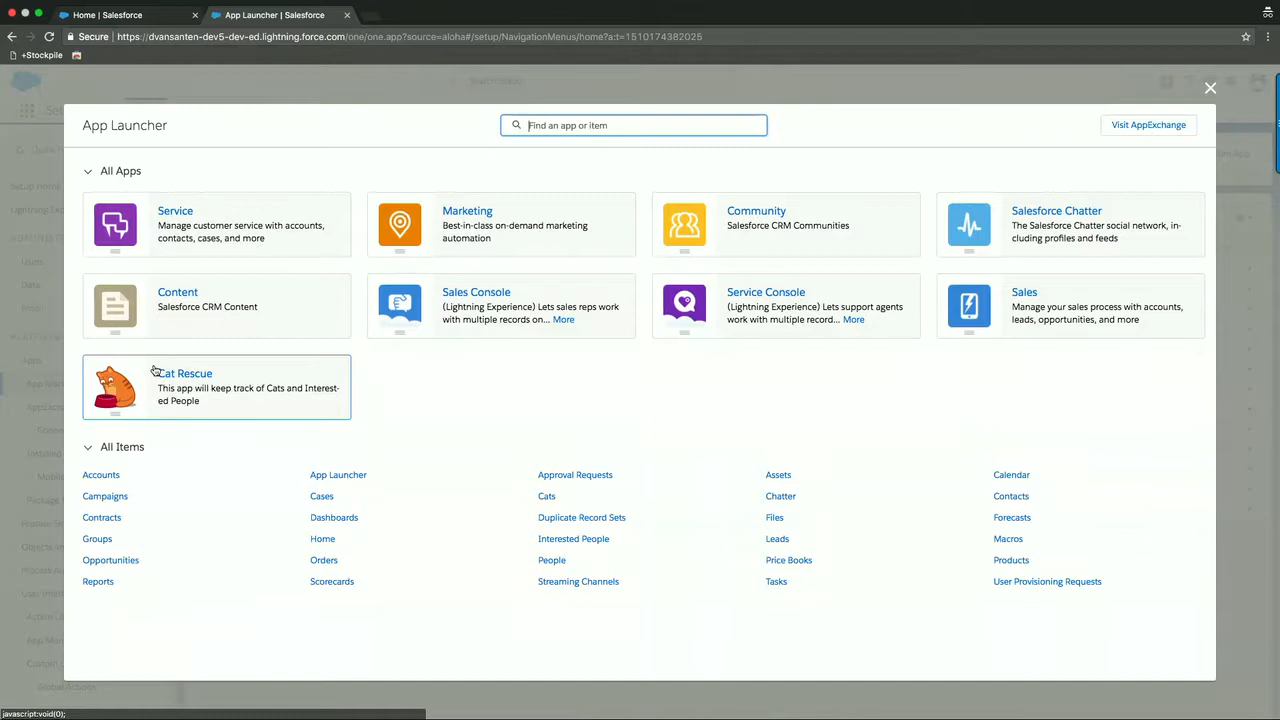 Home | Salesforce
App Launcher | Salesforce
Secure
https://dvansanten-dev5-dev-ed.lightning.force.com/one/one.app?source=aloha#/setup/NavigationMenus/home?a:t=1510174382025
+Stockpile
App Launcher
Find an app or item
Visit AppExchange
All Apps
Service
Manage customer service with accounts,
contacts, cases, and more
Marketing
Best-in-class on-demand marketing
automation
Community
Salesforce CRM Communities
Salesforce Chatter
The Salesforce Chatter social network, in-
cluding profiles and feeds
Content
Salesforce CRM Content
Sales Console
(Lightning Experience) Lets sales reps work
with multiple records on... More
Service Console
(Lightning Experience) Lets support agents
work with multiple record... More
Sales
Manage your sales process with accounts,
leads, opportunities, and more
Cat Rescue
This app will keep track of Cats and Interest-
ed People
All Items
Accounts
App Launcher
Approval Requests
Assets
Calendar
Campaigns
Cases
Cats
Chatter
Contacts
Contracts
Dashboards
Duplicate Record Sets
Files
Forecasts
Groups
Home
Interested People
Leads
Macros
Opportunities
Orders
People
Price Books
Products
Reports
Scorecards
Streaming Channels
Tasks
User Provisioning Requests
javascript:void(0);